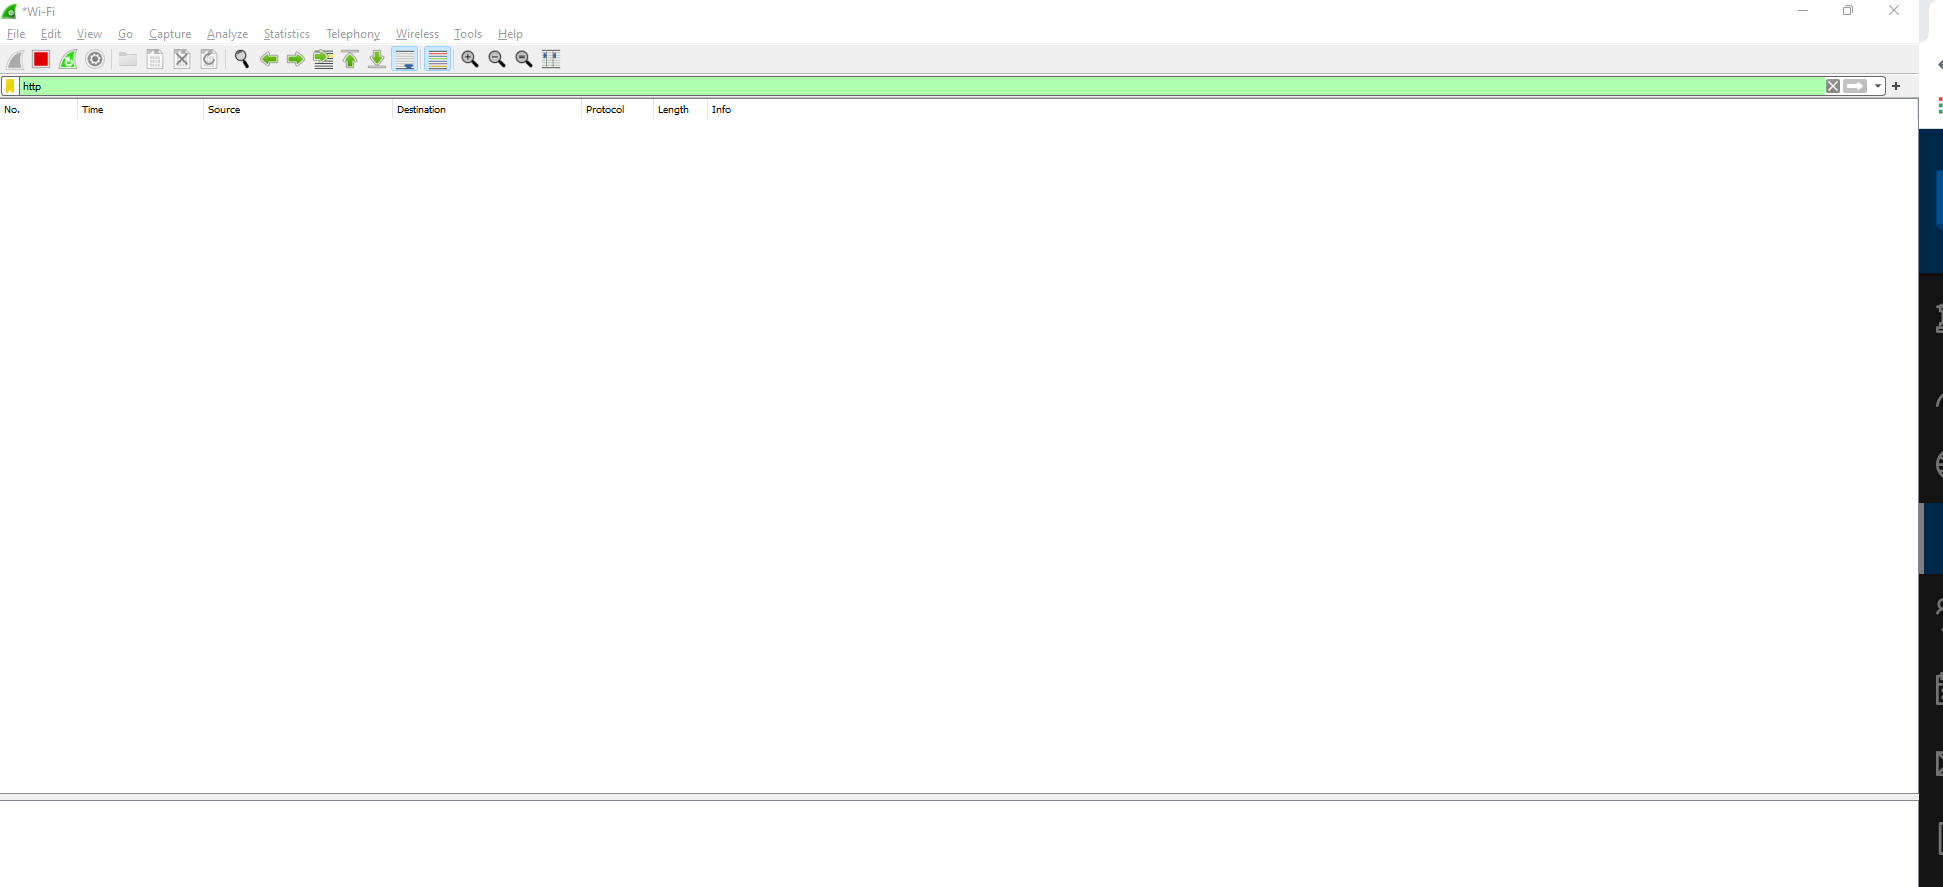 *Wi-Fi
File Edit View Go Capture Analyze Statistics Telephony Wireless Tools Help
http
No. Time Source Destination Protocol Length Info